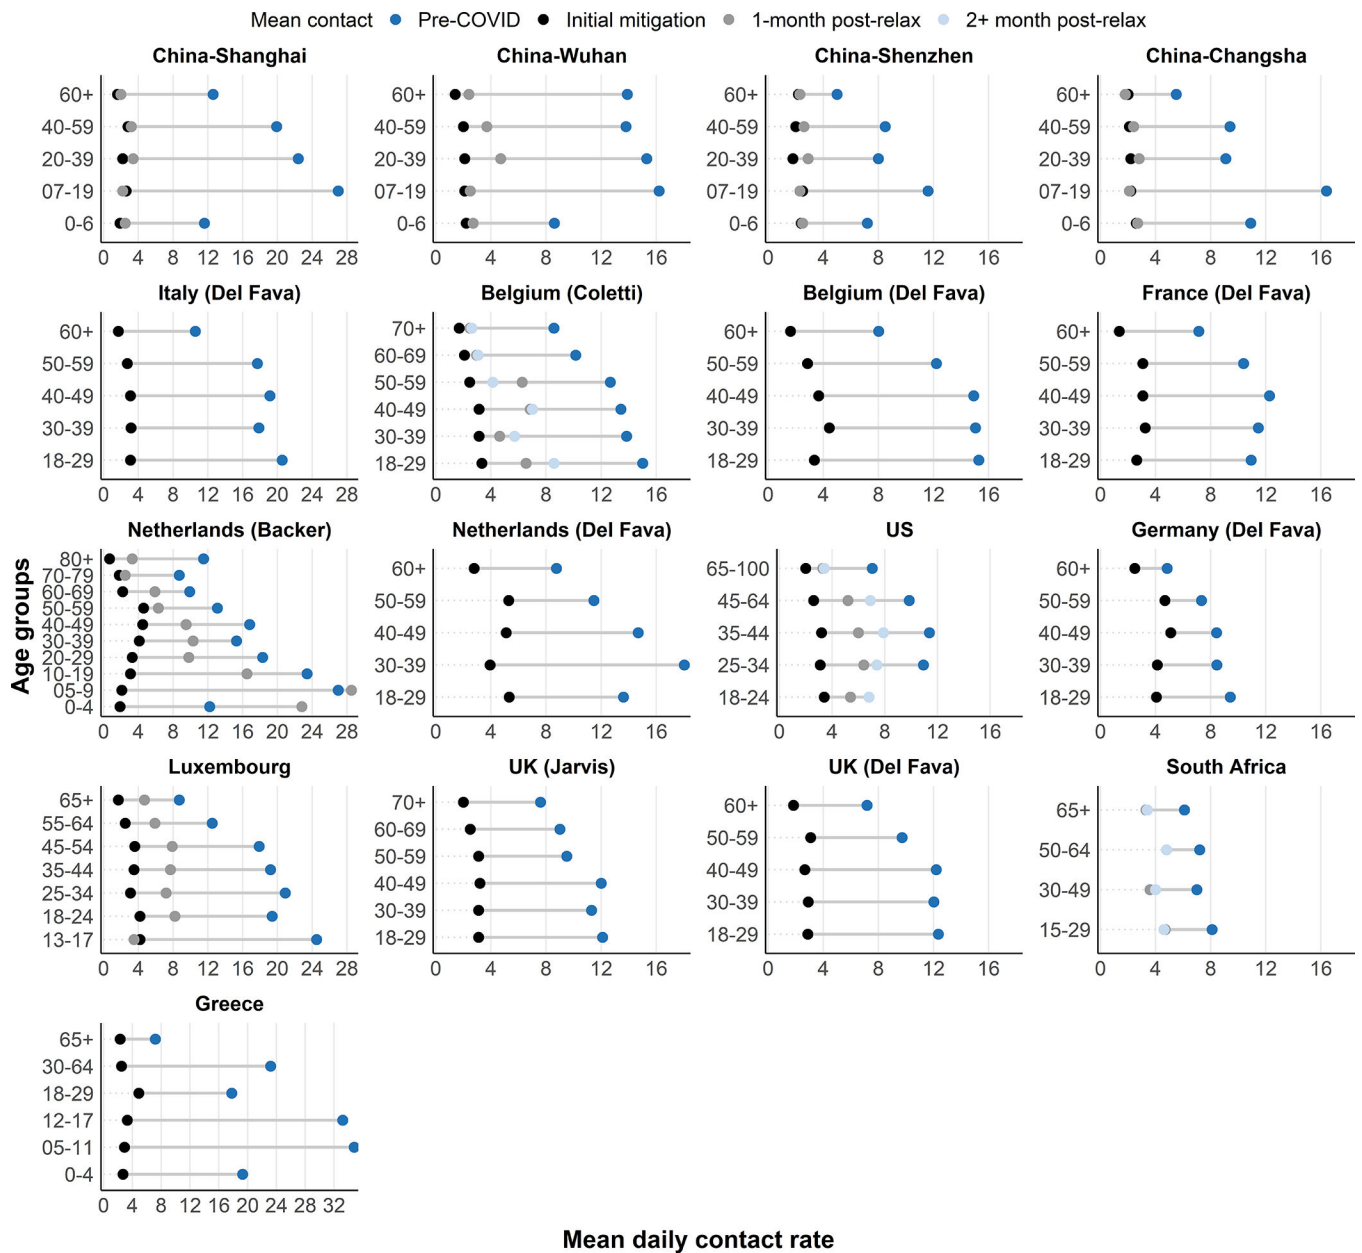 Mean contact Pre-COVID Initial mitigation 1-month post-relax 2+ month post-relax
China-Shanghai
60+
40-59
20-39
07-19
0-6
0 4 8 12 16 20 24 28
China-Wuhan
60+
40-59
20-39
07-19
0-6
0 4 8 12 16
China-Shenzhen
60+
40-59
20-39
07-19
0-6
0 4 8 12 16
China-Changsha
60+
40-59
20-39
07-19
0-6
0 4 8 12 16
Italy (Del Fava)
60+
50-59
40-49
30-39
18-29
0 4 8 12 16 20 24 28
Belgium (Coletti)
70+
60-69
50-59
40-49
30-39
18-29
0 4 8 12 16
Belgium (Del Fava)
60+
50-59
40-49
30-39
18-29
0 4 8 12 16
France (Del Fava)
60+
50-59
40-49
30-39
18-29
0 4 8 12 16
Age groups
Netherlands (Backer)
80+
70-79
60-69
50-59
40-49
30-39
20-29
10-19
05-9
0-4
0 4 8 12 16 20 24 28
Netherlands (Del Fava)
60+
50-59
40-49
30-39
18-29
0 4 8 12 16
US
65-100
45-64
35-44
25-34
18-24
0 4 8 12 16
Germany (Del Fava)
60+
50-59
40-49
30-39
18-29
0 4 8 12 16
Luxembourg
65+
55-64
45-54
35-44
25-34
18-24
13-17
0 4 8 12 16 20 24 28
UK (Jarvis)
70+
60-69
50-59
40-49
30-39
18-29
0 4 8 12 16
UK (Del Fava)
60+
50-59
40-49
30-39
18-29
0 4 8 12 16
South Africa
65+
50-64
30-49
15-29
0 4 8 12 16
Greece
65+
30-64
18-29
12-17
05-11
0-4
0 4 8 12 16 20 24 28 32
Mean daily contact rate